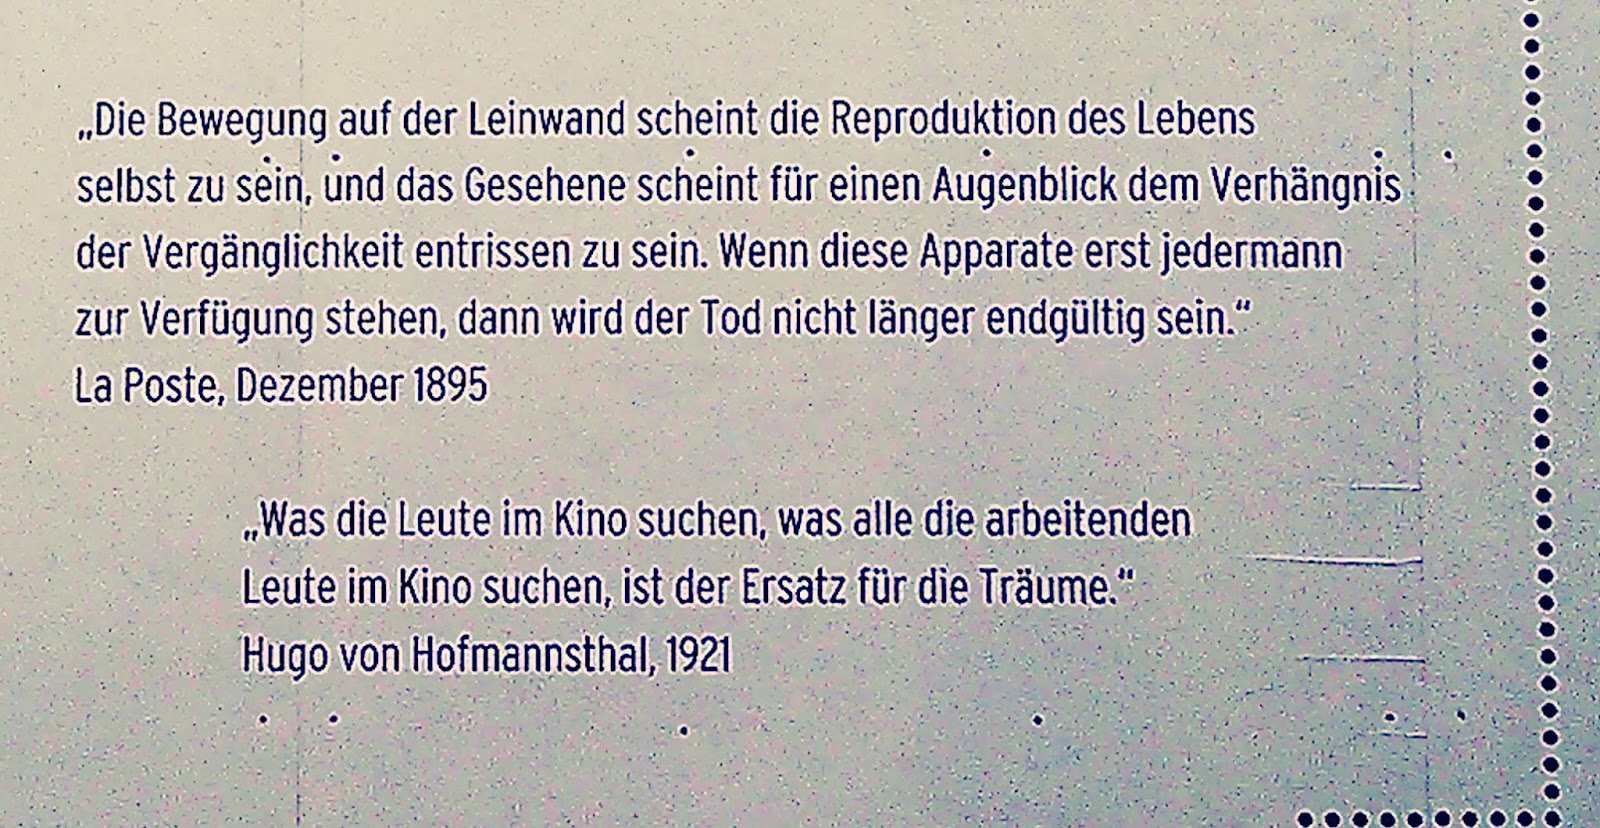 „Die Bewegung auf der Leinwand scheint die Reproduktion des Lebens
selbst zu sein, und das Gesehene scheint für einen Augenblick dem Verhängnis
der Vergänglichkeit entrissen zu sein. Wenn diese Apparate erst jedermann
zur Verfügung stehen, dann wird der Tod nicht länger endgültig sein.“
La Poste, Dezember 1895
„Was die Leute im Kino suchen, was alle die arbeitenden
Leute im Kino suchen, ist der Ersatz für die Träume.“
Hugo von Hofmannsthal, 1921